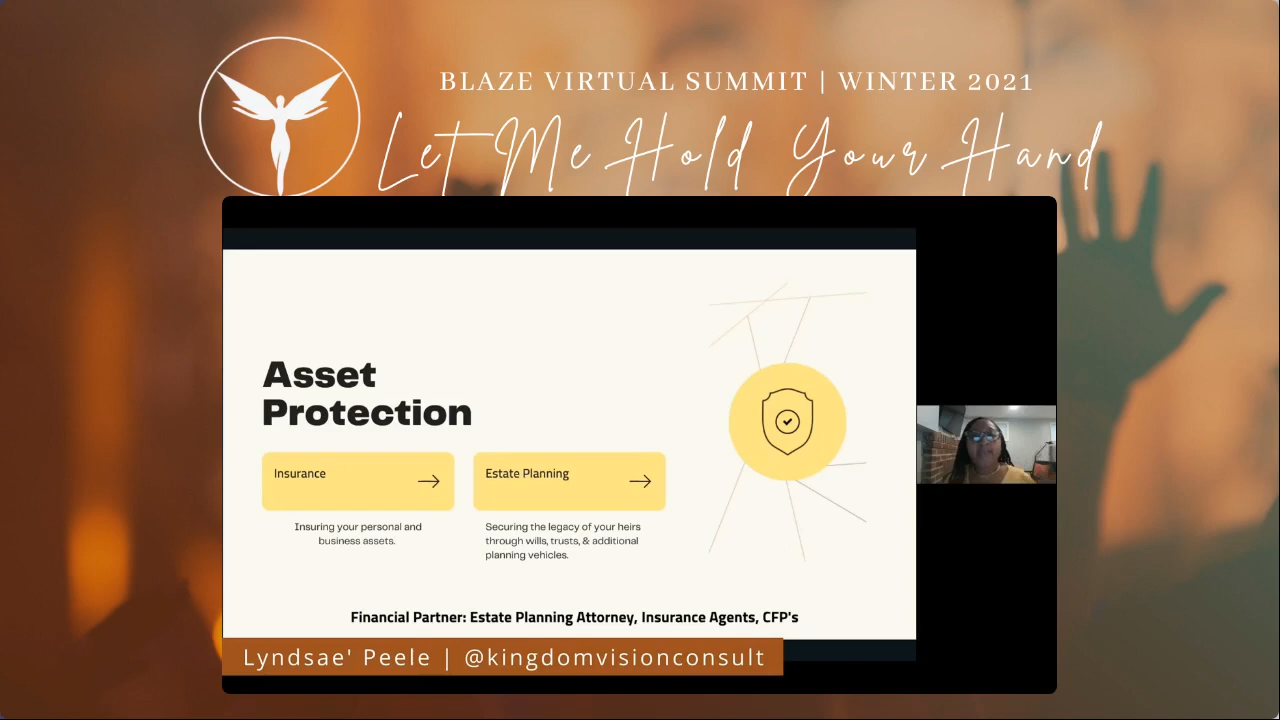 BLAZE VIRTUAL SUMMIT | WINTER 2021
Let Me Hold Your Hand
Asset
Protection
Insurance
Estate Planning
Insuring your personal and
business assets.
Securing the legacy of your heirs
through wills, trusts, & additional
planning vehicles.
Financial Partner: Estate Planning Attorney, Insurance Agents, CFP's
Lyndsae' Peele | @kingdomvisionconsult